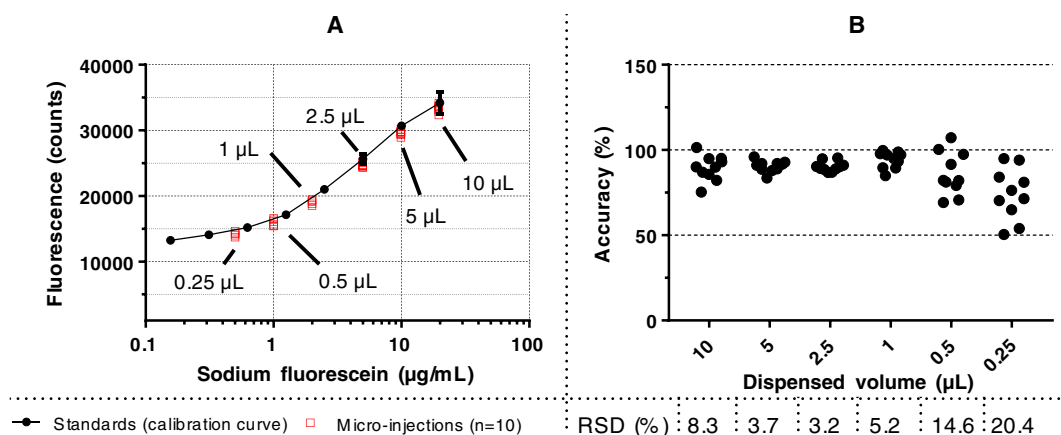 A
Fluorescence (counts)
40000
30000
20000
10000
2.5 µL
1 µL
10 µL
5 µL
0.25 µL
0.5 µL
0.1
1
10
100
Sodium fluorescein (µg/mL)
Standards (calibration curve)
Micro-injections (n=10)
B
Accuracy (%)
150
100
50
0
10
5
2.5
1
0.5
0.25
Dispensed volume (µL)
RSD (%) 8.3 3.7 3.2 5.2 14.6 20.4